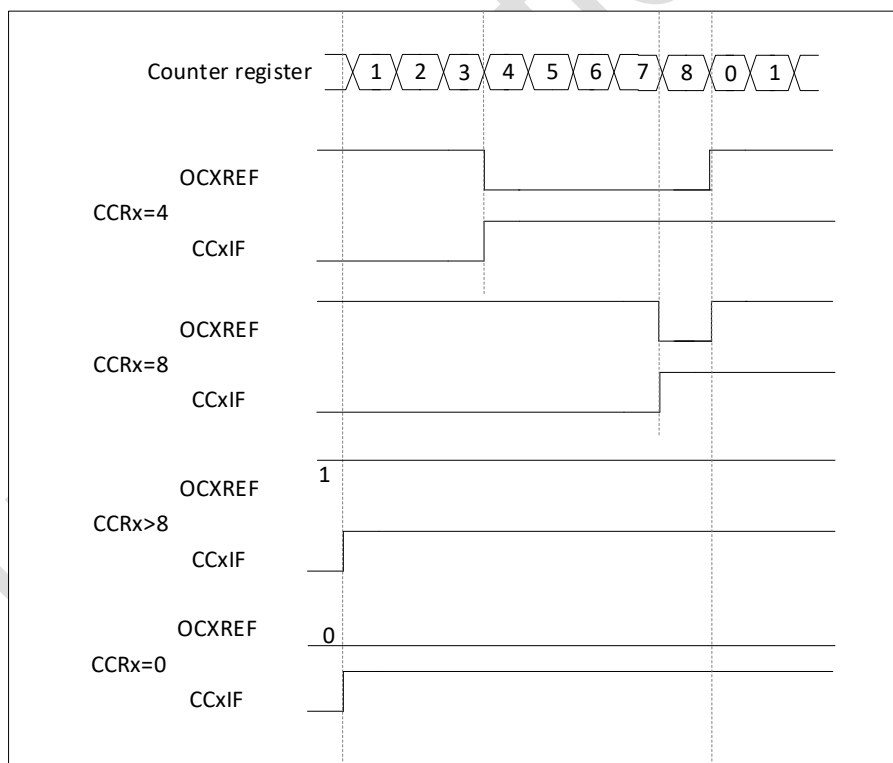 Counter register 1 2 3 4 5 6 7 8 0 1
OCXREF
CCRx=4
CCxIF
OCXREF
CCRx=8
CCxIF
1
OCXREF
CCRx>8
CCxIF
OCXREF 0
CCRx=0
CCxIF